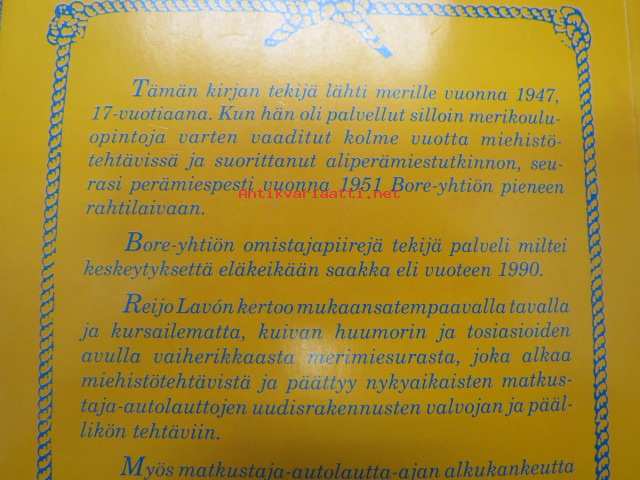 Tämän kirjan tekijä lähti merille vuonna 1947,
17-vuotiaana. Kun hän oli palvellut silloin merikoulu-
opintoja varten vaaditut kolme vuotta miehistö-
tehtävissä ja suorittanut aliperämiestutkinnon, seu-
rasi perämiespesti vuonna 1951 Bore-yhtiön pieneen
Antikvariaatti.net
rahtilaivaan.
Bore-yhtiön omistajapiirejä tekijä palveli miltei
keskeytyksettä eläkeikään saakka eli vuoteen 1990.
Reijo Lavón kertoo mukaansatempaavalla tavalla
ja kursailematta, kuivan huumorin ja tosiasioiden
avulla vaiherikkaasta merimiesurasta, joka alkaa
miehistötehtävistä ja päättyy nykyaikaisten matkus-
taja-autolauttojen uudisrakennusten valvojan ja pääl-
likön tehtäviin.
Myös matkustaja-autolautta-ajan alkukankeutta